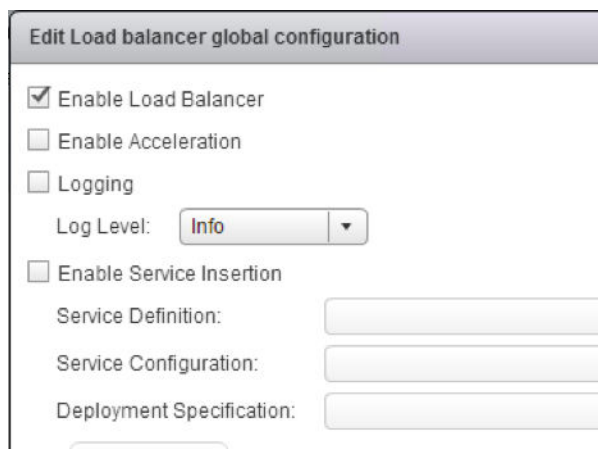 Edit Load balancer global configuration
Enable Load Balancer
Enable Acceleration
Logging
Log Level: Info
Enable Service Insertion
Service Definition:
Service Configuration:
Deployment Specification: